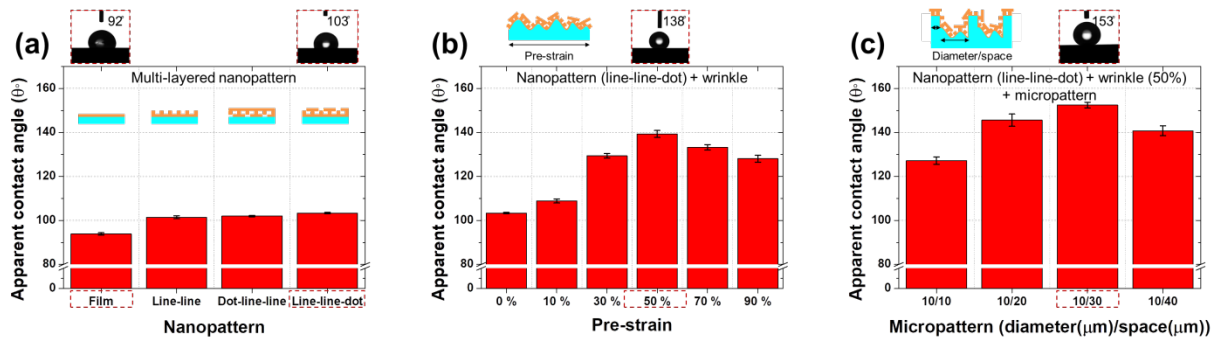 (a)
92°
103°
Multi-layered nanopattern
Apparent contact angle (θ°)
160
140
120
100
80
0
Film
Line-line
Dot-line-line
Line-line-dot
Nanopattern
(b)
Pre-strain
138°
Nanopattern (line-line-dot) + wrinkle
Apparent contact angle (θ°)
160
140
120
100
80
0
0 %
10 %
30 %
50 %
70 %
90 %
Pre-strain
(c)
Diameter/space
153°
Nanopattern (line-line-dot) + wrinkle (50%)
+ micropattern
Apparent contact angle (θ°)
160
140
120
100
80
0
10/10
10/20
10/30
10/40
Micropattern (diameter(μm)/space(μm))